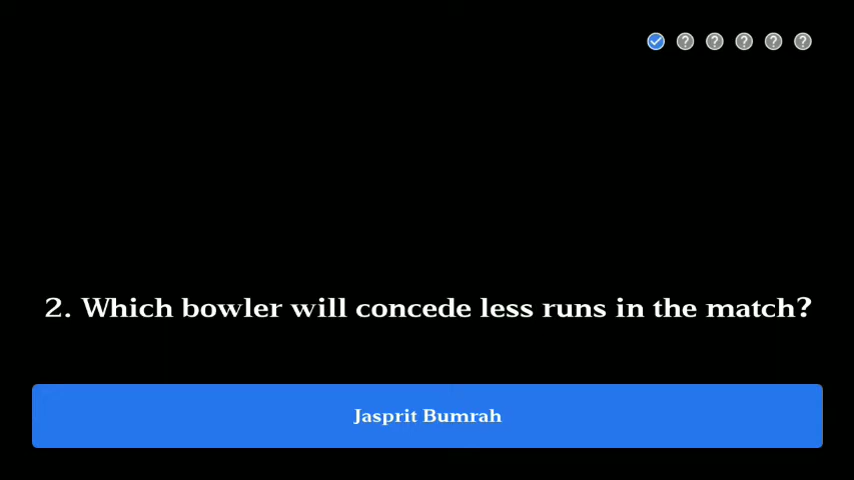 2. Which bowler will concede less runs in the match?
Jasprit Bumrah